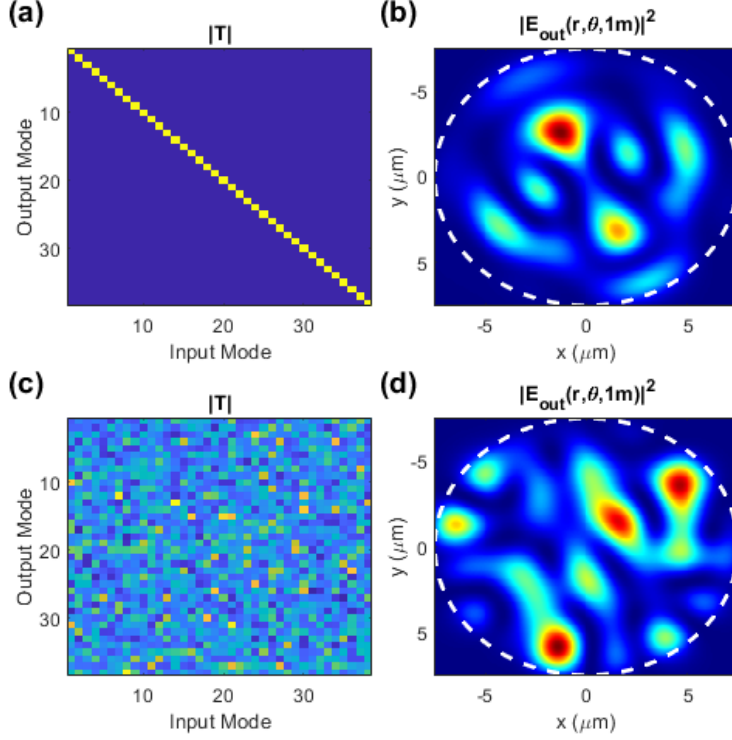 (a)
|T|
Output Mode
10
20
30
10
20
30
Input Mode
(b)
|E_out(r,θ,1m)|²
y (μm)
-5
0
5
-5
0
5
x (μm)
(c)
|T|
Output Mode
10
20
30
10
20
30
Input Mode
(d)
|E_out(r,θ,1m)|²
y (μm)
-5
0
5
-5
0
5
x (μm)